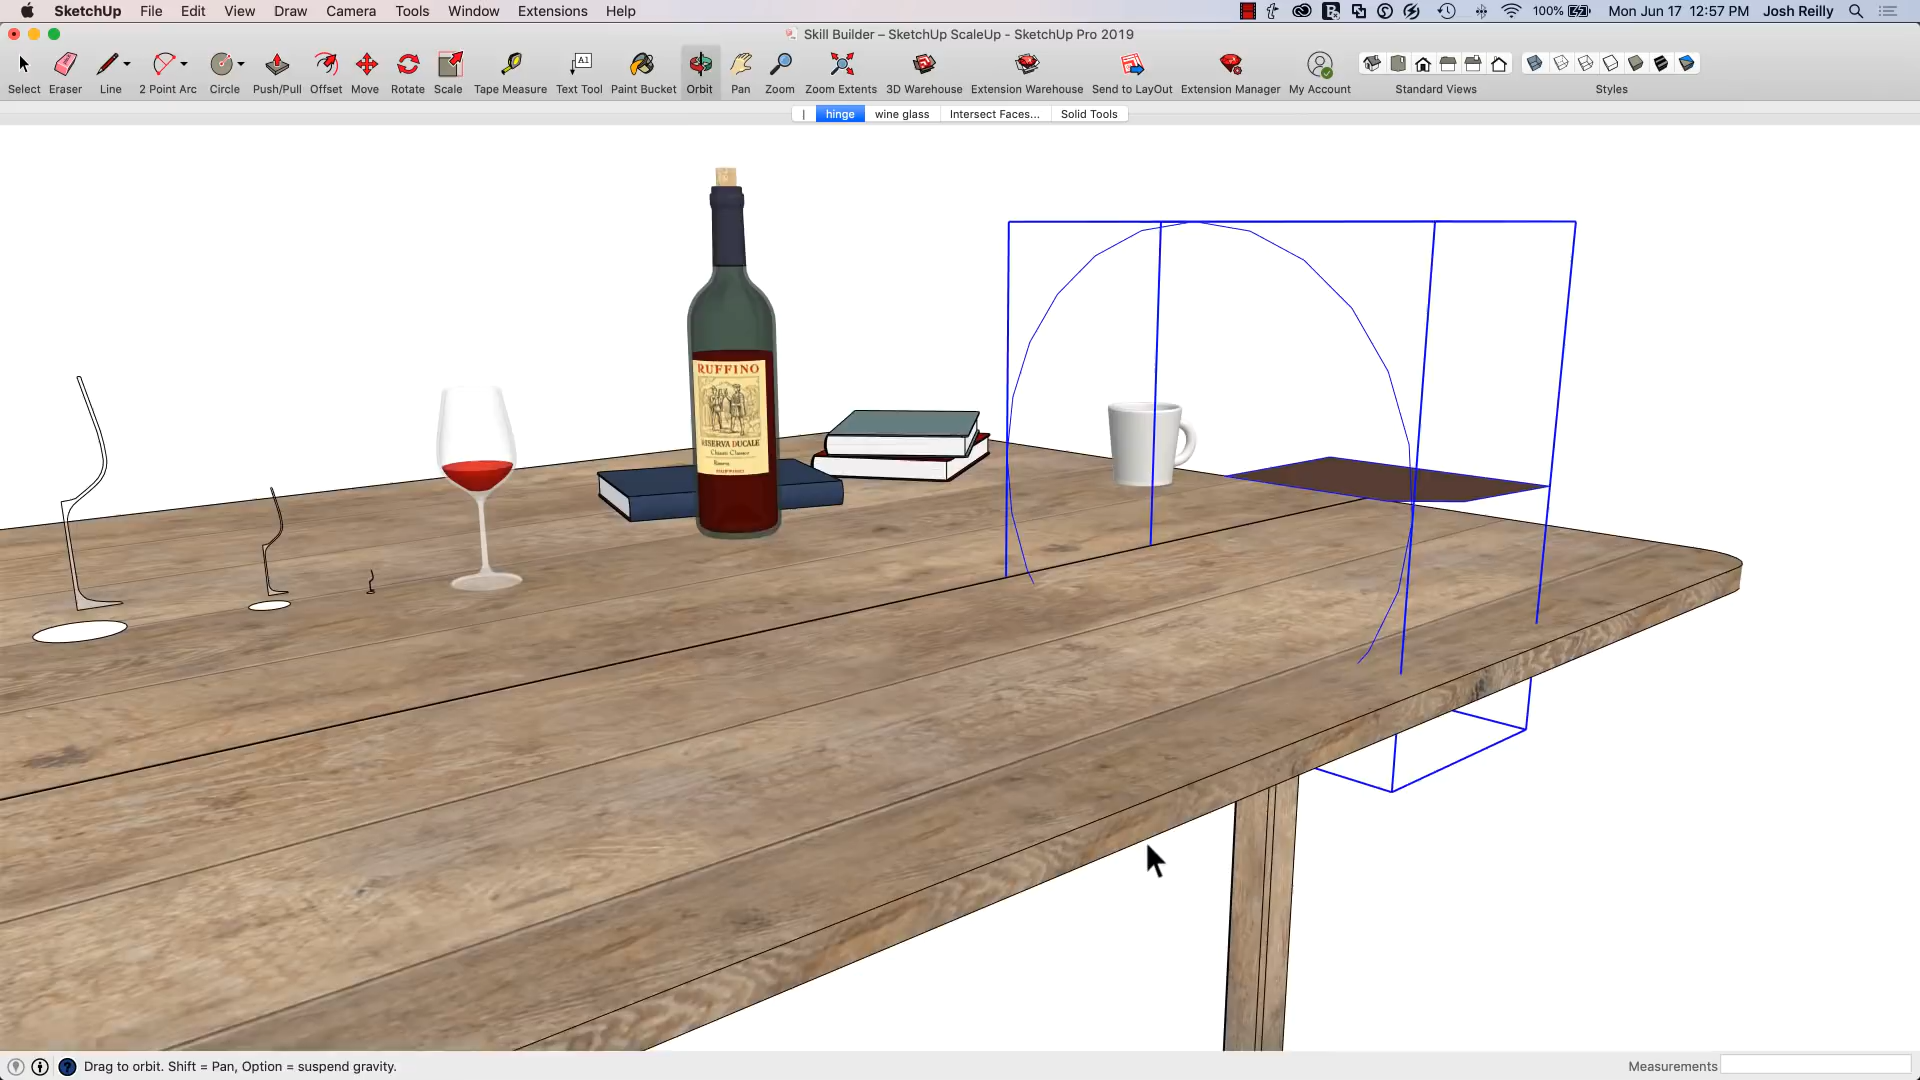 SketchUp File Edit View Draw Camera Tools Window Extensions Help 100% Mon Jun 17 12:57 PM Josh Reilly
Skill Builder – SketchUp ScaleUp - SketchUp Pro 2019
A1
Select Eraser Line 2 Point Arc Circle Push/Pull Offset Move Rotate Scale Tape Measure Text Tool Paint Bucket Orbit Pan Zoom Zoom Extents 3D Warehouse Extension Warehouse Send to LayOut Extension Manager My Account Standard Views Styles
hinge wine glass Intersect Faces... Solid Tools
RUFFINO
RISERVA DUCALE
Chianti Classico
Riserva
Drag to orbit. Shift = Pan, Option = suspend gravity. Measurements